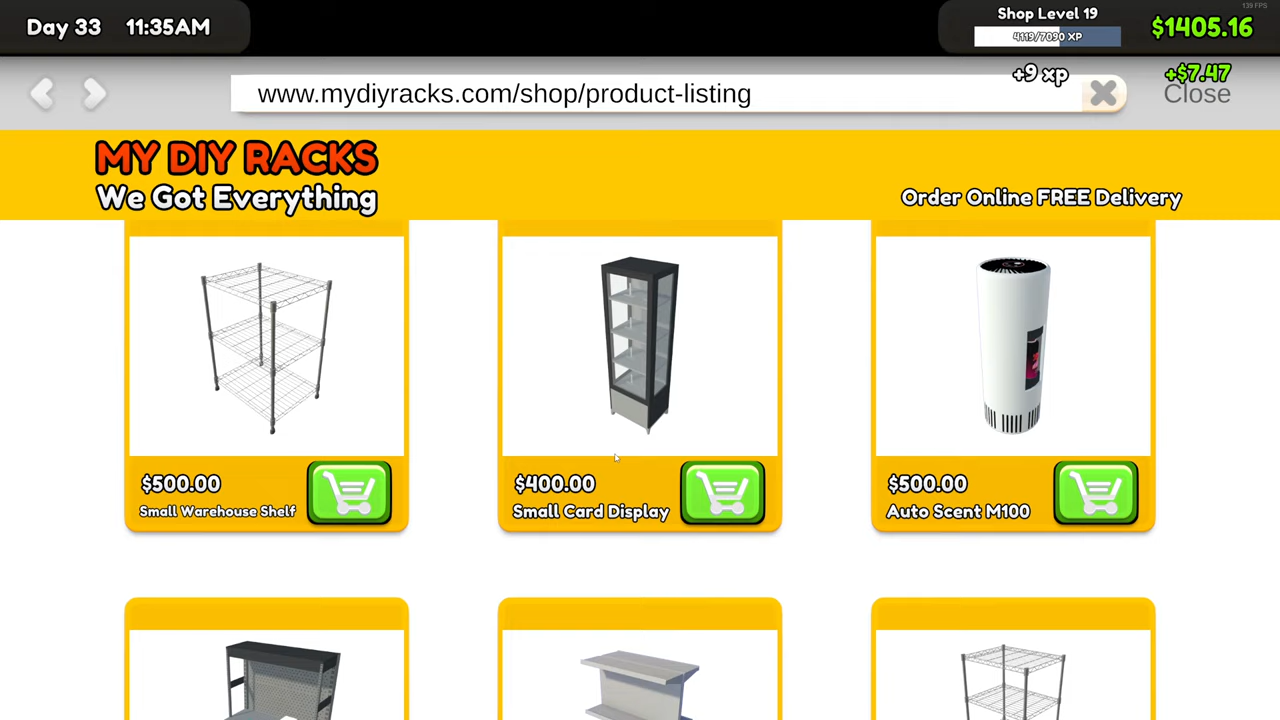 139 FPS
Day 33 11:35AM
Shop Level 19
4119/7090 XP
$1405.16
+9 xp
+$7.47
www.mydiyracks.com/shop/product-listing
Close
MY DIY RACKS
We Got Everything
Order Online FREE Delivery
$500.00
Small Warehouse Shelf
$400.00
Small Card Display
$500.00
Auto Scent M100